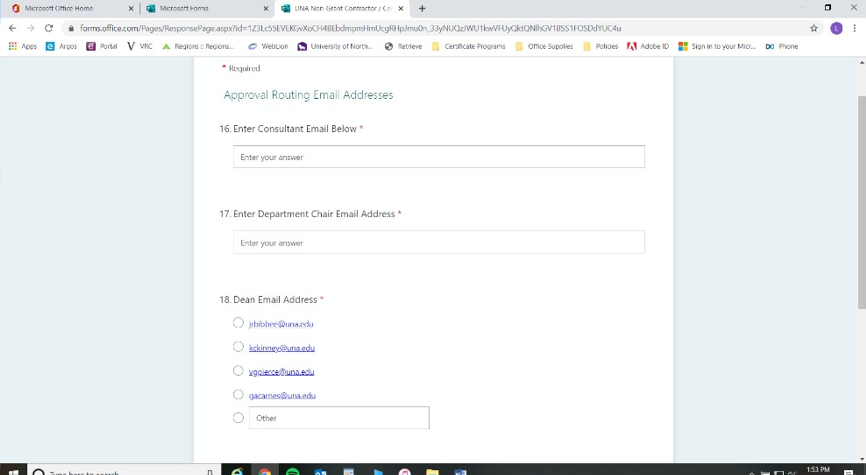 Microsoft Office Home
Microsoft Forms
UNA Non-Grant Contractor / Co
forms.office.com/Pages/ResponsePage.aspx?
Apps
Argos
Portal
VRC
Regions :: Regions...
WebLion
University of North...
Retrieve
Certificate Programs
Office Supplies
Policies
Adobe ID
Sign in to your Micr...
Phone
* Required
Approval Routing Email Addresses
16. Enter Consultant Email Below *
Enter your answer
17. Enter Department Chair Email Address *
Enter your answer
18. Dean Email Address *
jrbibbee@una.edu
kckinney@una.edu
vgpierce@una.edu
gacarnes@una.edu
Other
Type here to search
1:53 PM